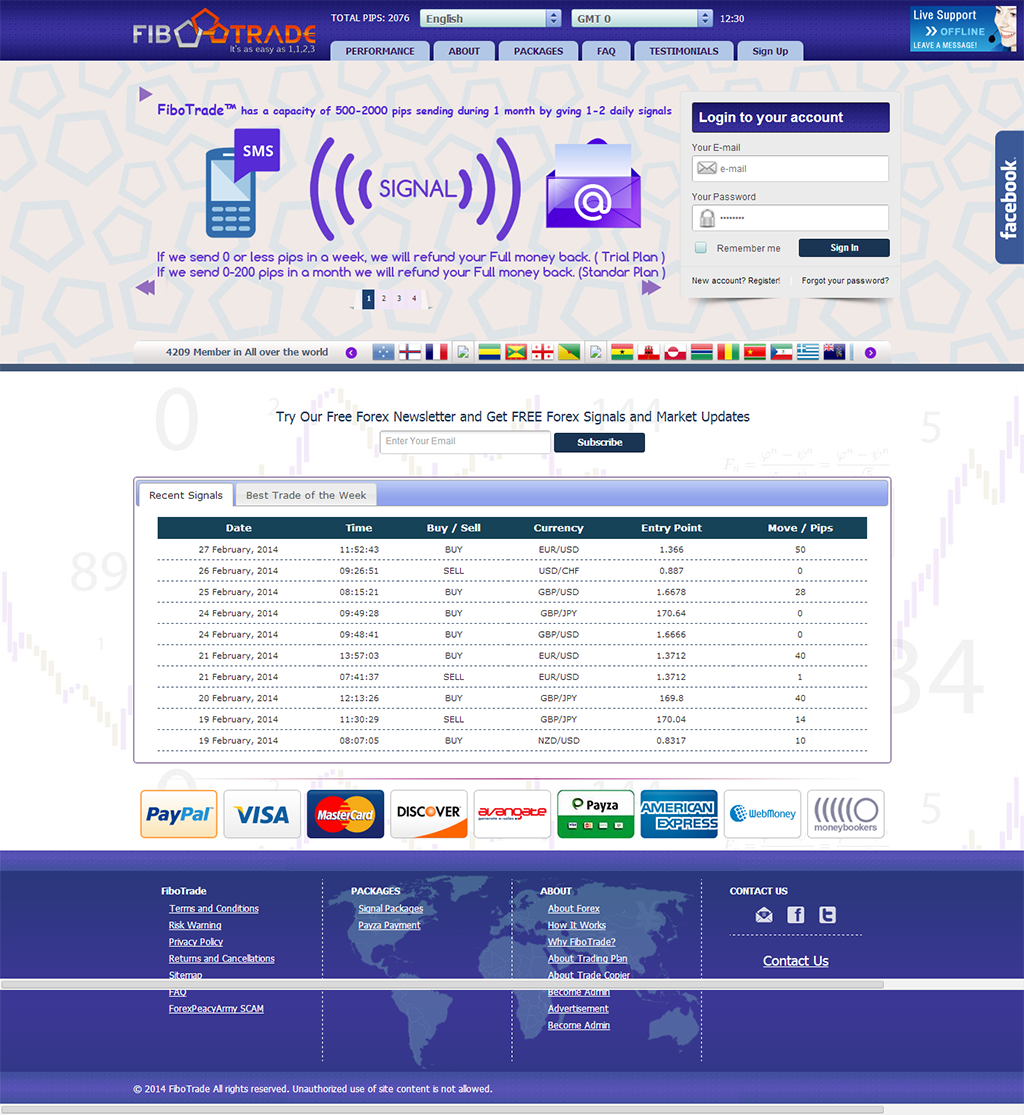 FIBOTRADE
It's as easy as 1,1,2,3
TOTAL PIPS: 2076
English
GMT 0
12:30
Live Support
OFFLINE
LEAVE A MESSAGE!
PERFORMANCE
ABOUT
PACKAGES
FAQ
TESTIMONIALS
Sign Up
FiboTrade™ has a capacity of 500-2000 pips sending during 1 month by gving 1-2 daily signals
SMS
SIGNAL
@
If we send 0 or less pips in a week, we will refund your Full money back. ( Trial Plan )
If we send 0-200 pips in a month we will refund your Full money back. (Standar Plan )
1 2 3 4
Login to your account
Your E-mail
e-mail
Your Password
••••••••
Remember me
Sign In
New account? Register!
Forgot your password?
facebook
4209 Member in All over the world
Try Our Free Forex Newsletter and Get FREE Forex Signals and Market Updates
Enter Your Email
Subscribe
Recent Signals
Best Trade of the Week
Date Time Buy / Sell Currency Entry Point Move / Pips
27 February, 2014 11:52:43 BUY EUR/USD 1.366 50
26 February, 2014 09:26:51 SELL USD/CHF 0.887 0
25 February, 2014 08:15:21 BUY GBP/USD 1.6678 28
24 February, 2014 09:49:28 BUY GBP/JPY 170.64 0
24 February, 2014 09:48:41 BUY GBP/USD 1.6666 0
21 February, 2014 13:57:03 BUY EUR/USD 1.3712 40
21 February, 2014 07:41:37 SELL EUR/USD 1.3712 1
20 February, 2014 12:13:26 BUY GBP/JPY 169.8 40
19 February, 2014 11:30:29 SELL GBP/JPY 170.04 14
19 February, 2014 08:07:05 BUY NZD/USD 0.8317 10
0
144
5
89
1
34
PayPal
VISA
MasterCard
DISCOVER
avangate
Payza
AMERICAN EXPRESS
WebMoney
moneybookers
FiboTrade
Terms and Conditions
Risk Warning
Privacy Policy
Returns and Cancellations
Sitemap
FAQ
ForexPeacyArmy SCAM
PACKAGES
Signal Packages
Payza Payment
ABOUT
About Forex
How It Works
Why FiboTrade?
About Trading Plan
About Trade Copier
Become Admin
Advertisement
Become Admin
CONTACT US
Contact Us
© 2014 FiboTrade All rights reserved. Unauthorized use of site content is not allowed.